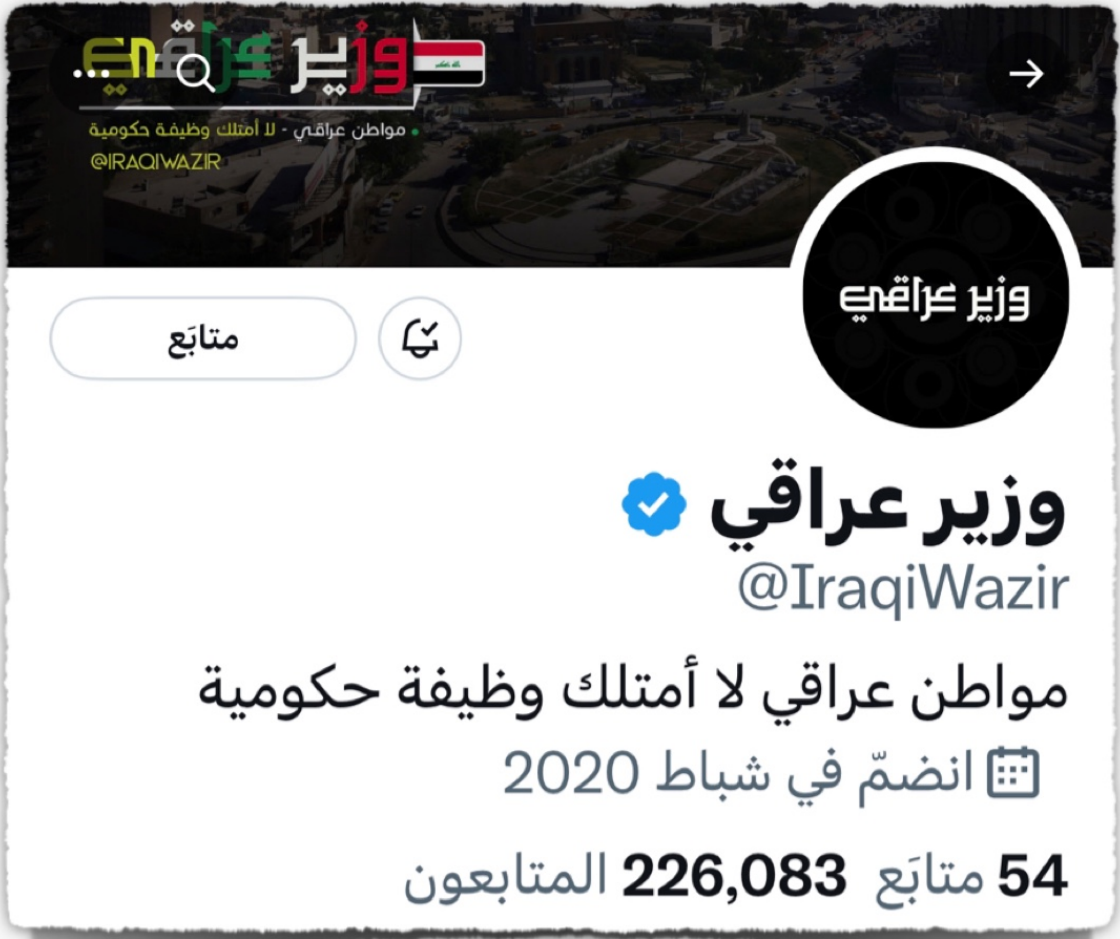 وزير عراقي
مواطن عراقي - لا أمتلك وظيفة حكومية
@IRAQIWAZIR
وزير عراقي
متابَع
وزير عراقي
@IraqiWazir
مواطن عراقي لا أمتلك وظيفة حكومية
انضمّ في شباط 2020
54 متابَع 226,083 المتابعون